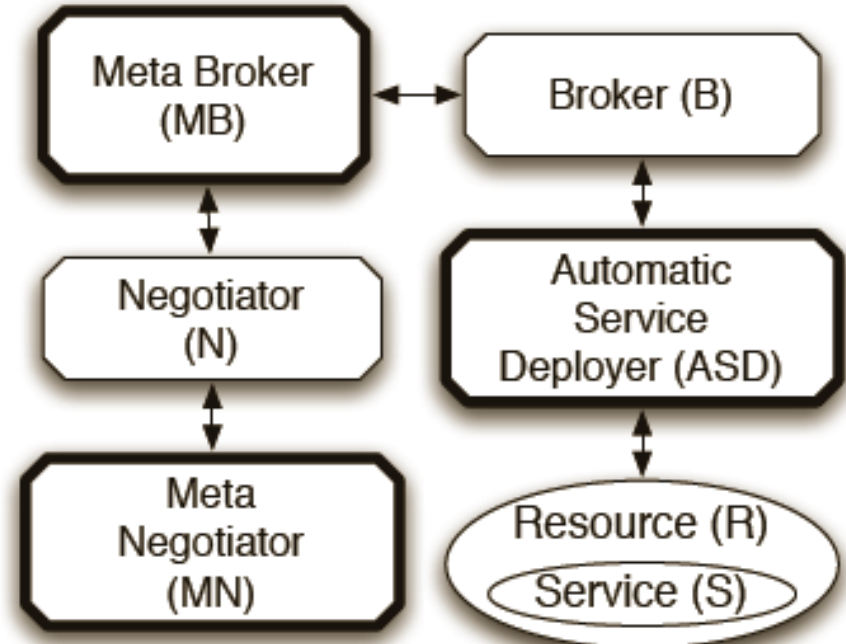 Meta Broker
(MB)
Broker (B)
Negotiator
(N)
Automatic
Service
Deployer (ASD)
Meta
Negotiator
(MN)
Resource (R)
Service (S)